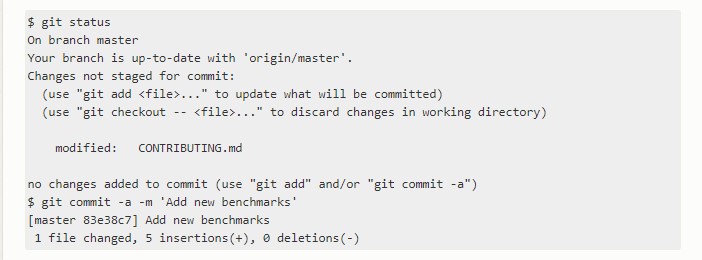 $ git status
On branch master
Your branch is up-to-date with 'origin/master'.
Changes not staged for commit:
  (use "git add <file>..." to update what will be committed)
  (use "git checkout -- <file>..." to discard changes in working directory)

    modified:   CONTRIBUTING.md

no changes added to commit (use "git add" and/or "git commit -a")
$ git commit -a -m 'Add new benchmarks'
[master 83e38c7] Add new benchmarks
 1 file changed, 5 insertions(+), 0 deletions(-)